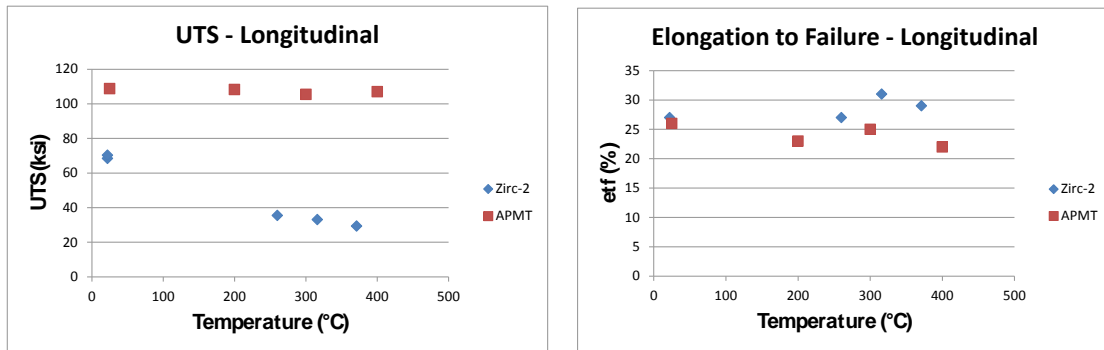 UTS - Longitudinal
120
100
80
60
40
20
0
UTS(ksi)
0 100 200 300 400 500
Temperature (°C)
Zirc-2
APMT
Elongation to Failure - Longitudinal
35
30
25
20
15
10
5
0
etf (%)
0 100 200 300 400 500
Temperature (°C)
Zirc-2
APMT